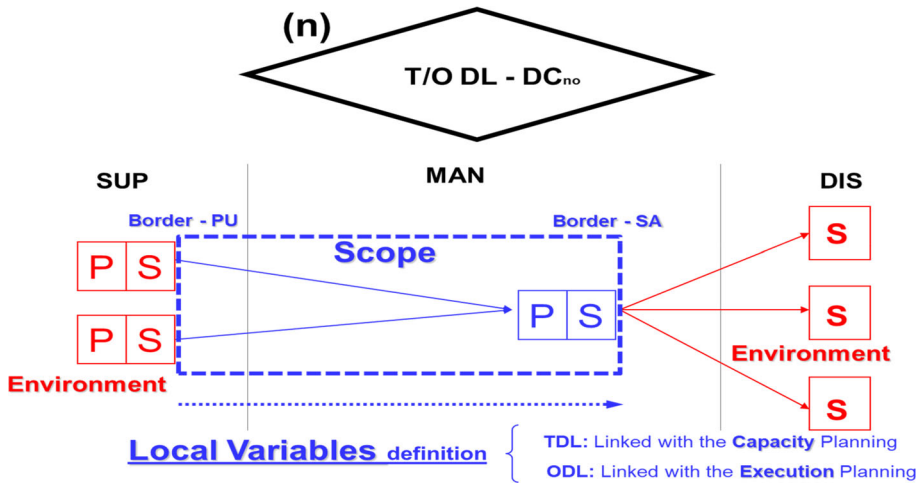 (n)
T/O DL - DCno
SUP
MAN
DIS
Border - PU
Border - SA
Scope
P S
P S
P S
S
S
S
Environment
Environment
Local Variables definition
TDL: Linked with the Capacity Planning
ODL: Linked with the Execution Planning